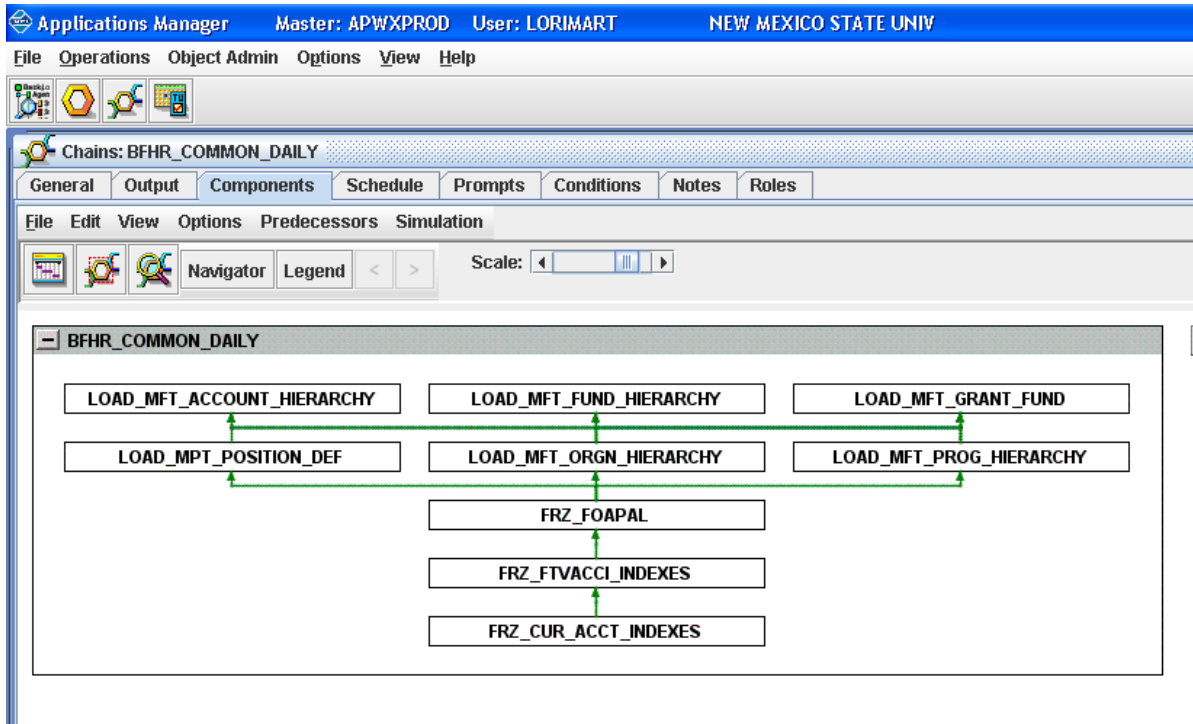 Applications Manager Master: APWXPROD User: LORIMART NEW MEXICO STATE UNIV
File Operations Object Admin Options View Help
Chains: BFHR_COMMON_DAILY
General Output Components Schedule Prompts Conditions Notes Roles
File Edit View Options Predecessors Simulation
Navigator Legend < > Scale:
BFHR_COMMON_DAILY
LOAD_MFT_ACCOUNT_HIERARCHY LOAD_MFT_FUND_HIERARCHY LOAD_MFT_GRANT_FUND
LOAD_MPT_POSITION_DEF LOAD_MFT_ORGN_HIERARCHY LOAD_MFT_PROG_HIERARCHY
FRZ_FOAPAL
FRZ_FTVACCI_INDEXES
FRZ_CUR_ACCT_INDEXES